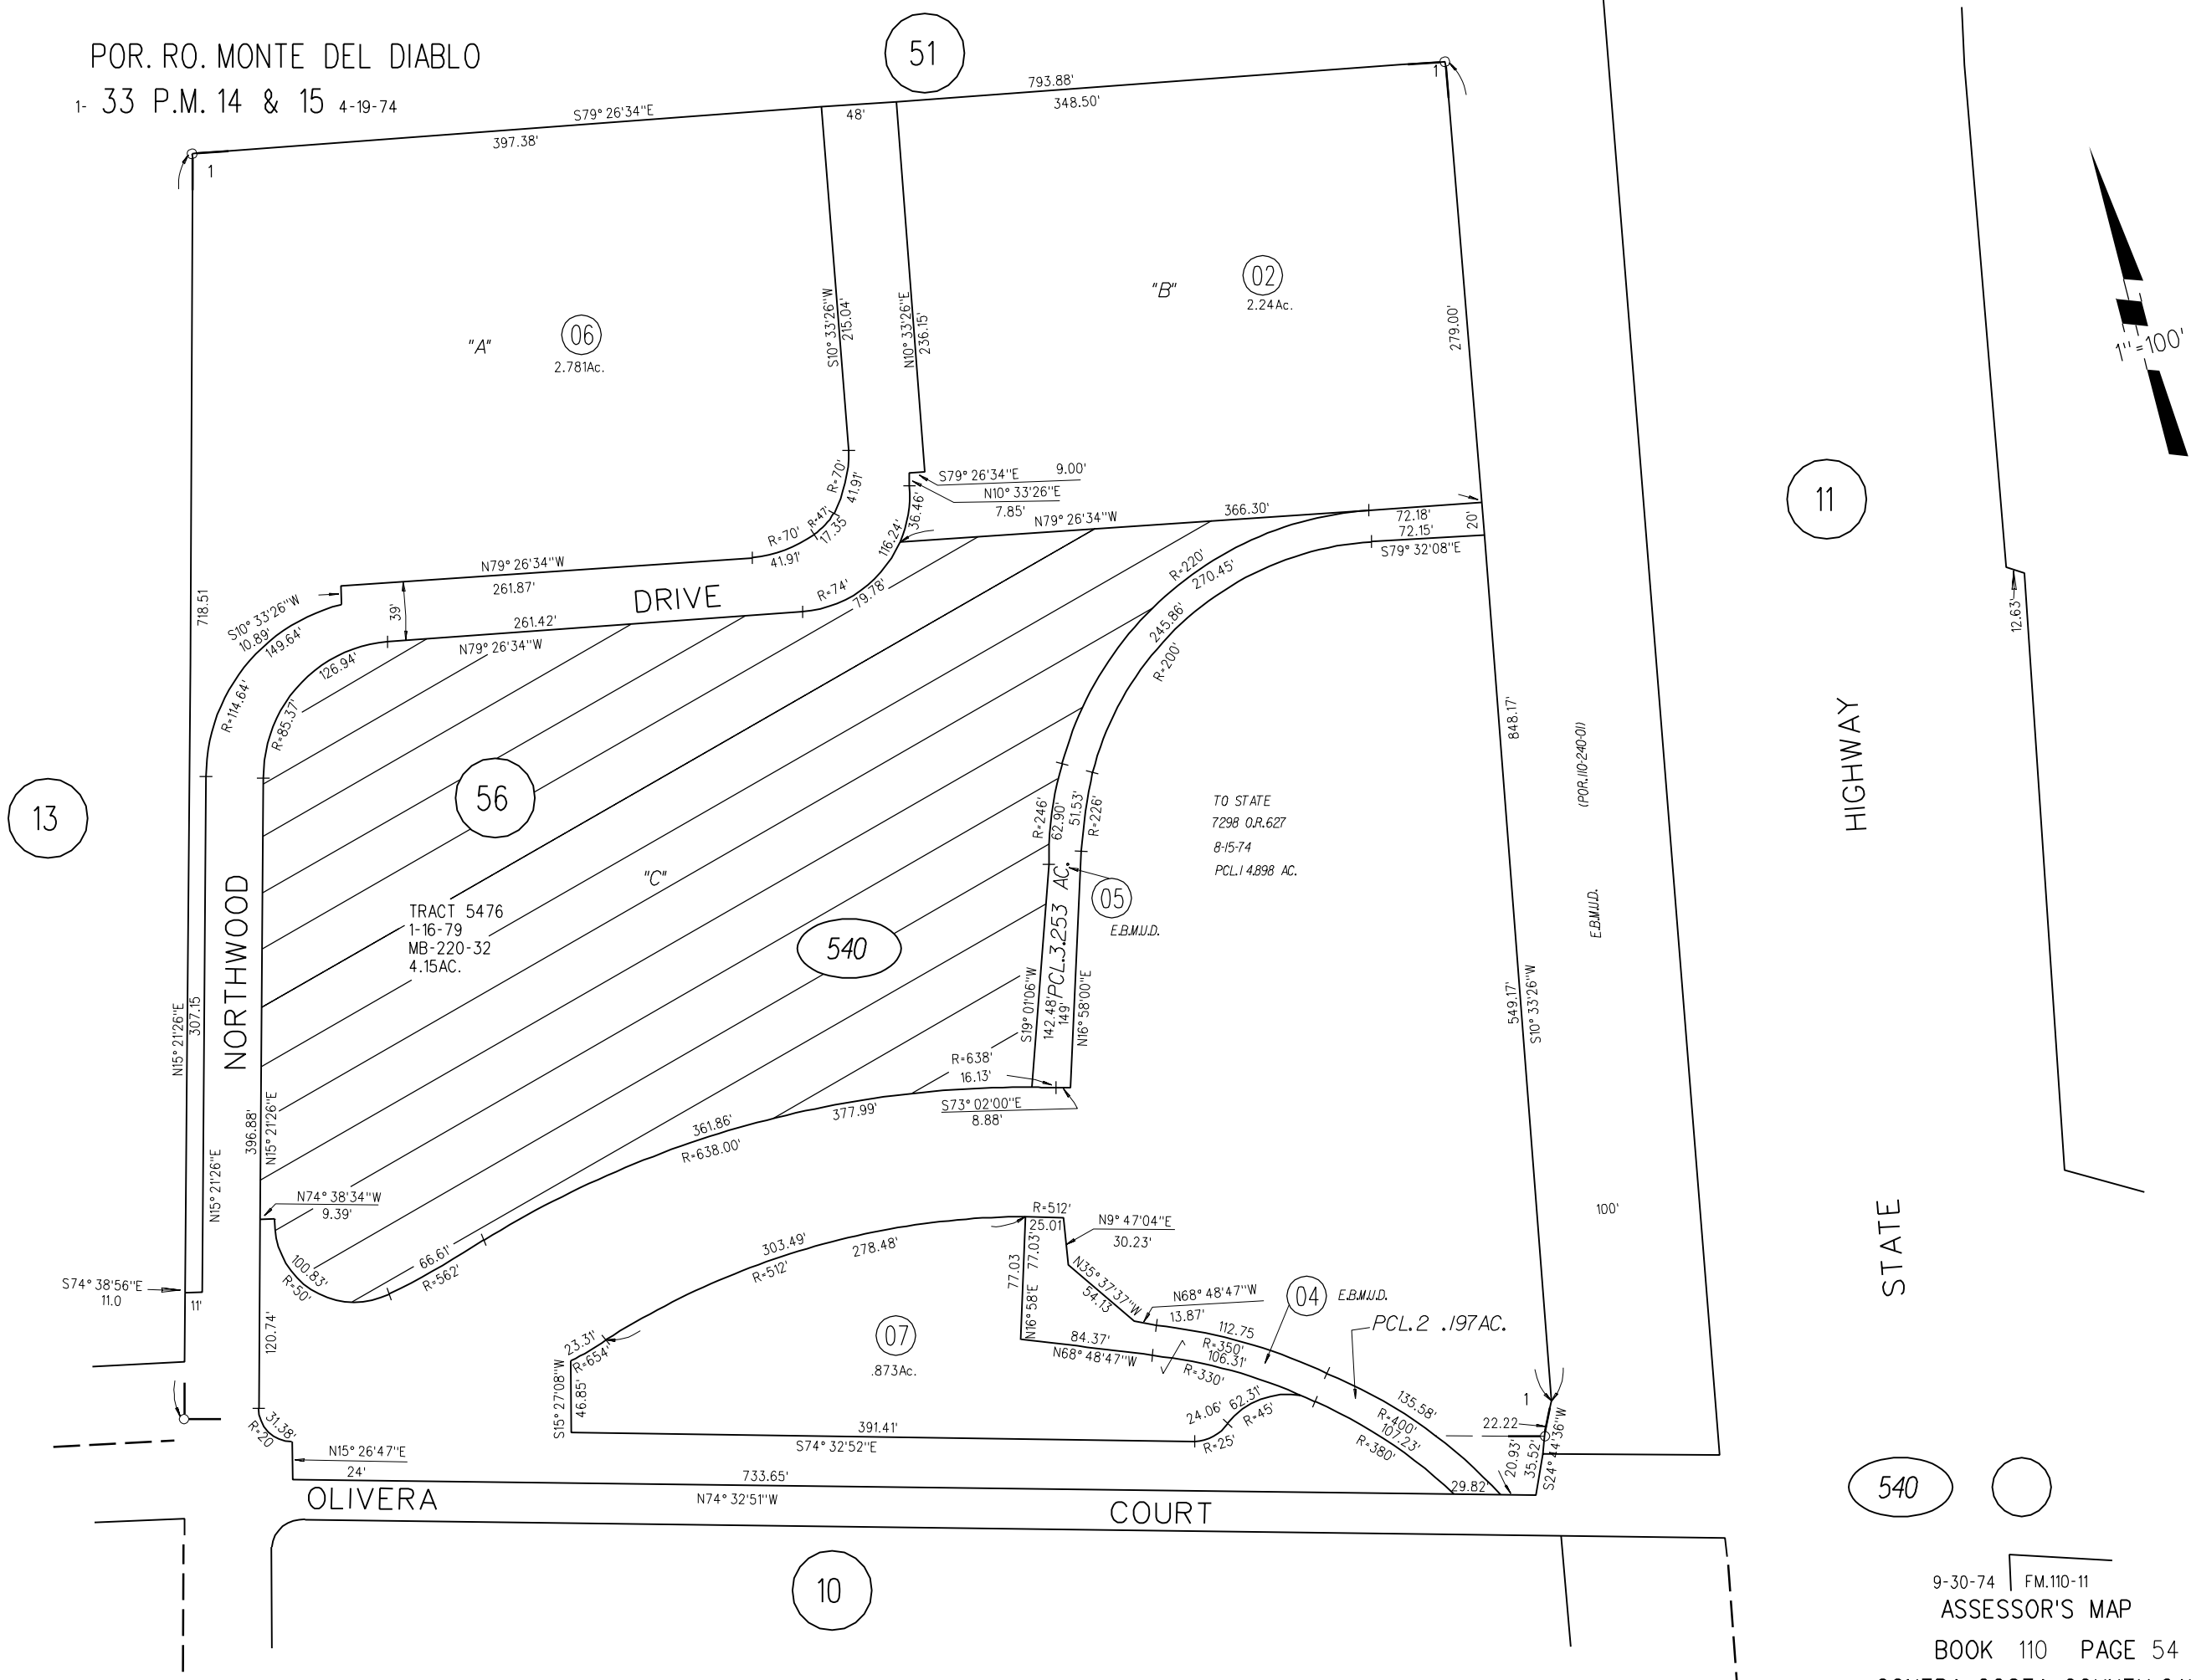 POR. RO. MONTE DEL DIABLO
1- 33 P.M. 14 & 15 4-19-74
51
793.88'
S79° 26'34"E
397.38'
48'
348.50'
1
1
"A"
06
2.781Ac.
S10° 33'26"W
215.04'
N10° 33'26"E
236.15'
"B"
02
2.24Ac.
279.00'
1"=100'
11
S79° 26'34"E 9.00'
N10° 33'26"E
7.85'
R=70'
41.91'
R=47'
17.35
R=70'
41.91'
36.46'
116.24'
R=74'
79.78'
N79° 26'34"W
366.30'
72.18'
72.15'
20'
S79° 32'08"E
N79° 26'34"W
261.87'
DRIVE
39'
261.42'
N79° 26'34"W
S10° 33'26"W
10.89'
149.64'
R=114.64'
126.94'
R=85.37'
718.51
R=220'
270.45'
245.86'
R=200'
12.63'
848.17'
(POR.110-240-01)
HIGHWAY
13
56
TO STATE
7298 O.R.627
8-15-74
PCL.1 4.898 AC.
R=246'
62.90'
51.53'
R=226'
"C"
TRACT 5476
1-16-79
MB-220-32
4.15AC.
540
05
E.B.M.U.D.
PCL.3 .253 AC.
S19° 01'06"W
142.48'
149'
N16° 58'00"E
E.B.M.U.D.
549.17'
S10° 33'26"W
NORTHWOOD
N15° 21'26"E
307.15
N15° 21'26"E
396.88'
N15° 21'26"E
R=638'
16.13'
S73° 02'00"E
8.88'
377.99'
361.86'
R=638.00'
N74° 38'34"W
9.39'
100.83'
R=50'
66.61'
R=562'
100'
STATE
S74° 38'56"E
11.0
11'
120.74'
303.49'
278.48'
R=512'
R=512'
25.01
N9° 47'04"E
30.23'
77.03
77.03'
N16° 58'E
N35° 37'37"W
54.13
N68° 48'47"W
13.87'
04
E.B.M.U.D.
PCL.2 .197AC.
07
.873Ac.
84.37'
N68° 48'47"W
112.75
R=350'
106.31'
R=330'
23.31'
R=654'
S15° 27'08"W
46.85'
391.41'
S74° 32'52"E
24.06'
R=25'
62.31'
R=45'
135.58'
R=400'
107.23'
R=380'
1
22.22
20.93'
35.52'
S24° 44'36"W
29.82'
31.38'
R=20
N15° 26'47"E
24'
733.65'
N74° 32'51"W
OLIVERA
COURT
540
10
9-30-74 FM.110-11
ASSESSOR'S MAP
BOOK 110 PAGE 54